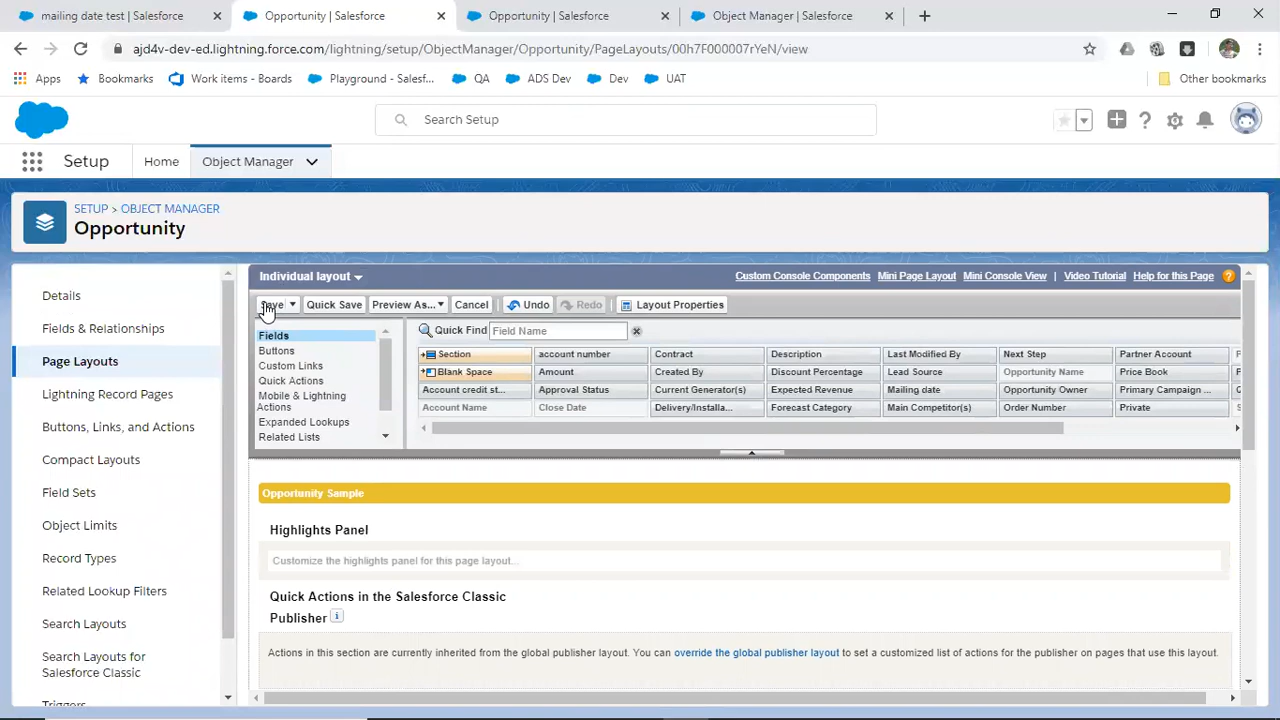 mailing date test | Salesforce
Opportunity | Salesforce
Opportunity | Salesforce
Object Manager | Salesforce
ajd4v-dev-ed.lightning.force.com/lightning/setup/ObjectManager/Opportunity/PageLayouts/00h7F000007rYeN/view
Apps
Bookmarks
Work items - Boards
Playground - Salesf...
QA
ADS Dev
Dev
UAT
Other bookmarks
Search Setup
Setup
Home
Object Manager
SETUP > OBJECT MANAGER
Opportunity
Details
Fields & Relationships
Page Layouts
Lightning Record Pages
Buttons, Links, and Actions
Compact Layouts
Field Sets
Object Limits
Record Types
Related Lookup Filters
Search Layouts
Search Layouts for
Salesforce Classic
Triggers
Individual layout
Custom Console Components
Mini Page Layout
Mini Console View
Video Tutorial
Help for this Page
Save
Quick Save
Preview As...
Cancel
Undo
Redo
Layout Properties
Fields
Buttons
Custom Links
Quick Actions
Mobile & Lightning
Actions
Expanded Lookups
Related Lists
Quick Find
Field Name
Section account number Contract Description Last Modified By Next Step Partner Account
Blank Space Amount Created By Discount Percentage Lead Source Opportunity Name Price Book
Account credit st... Approval Status Current Generator(s) Expected Revenue Mailing date Opportunity Owner Primary Campaign ...
Account Name Close Date Delivery/Installa... Forecast Category Main Competitor(s) Order Number Private
Opportunity Sample
Highlights Panel
Customize the highlights panel for this page layout...
Quick Actions in the Salesforce Classic
Publisher
Actions in this section are currently inherited from the global publisher layout. You can override the global publisher layout to set a customized list of actions for the publisher on pages that use this layout.